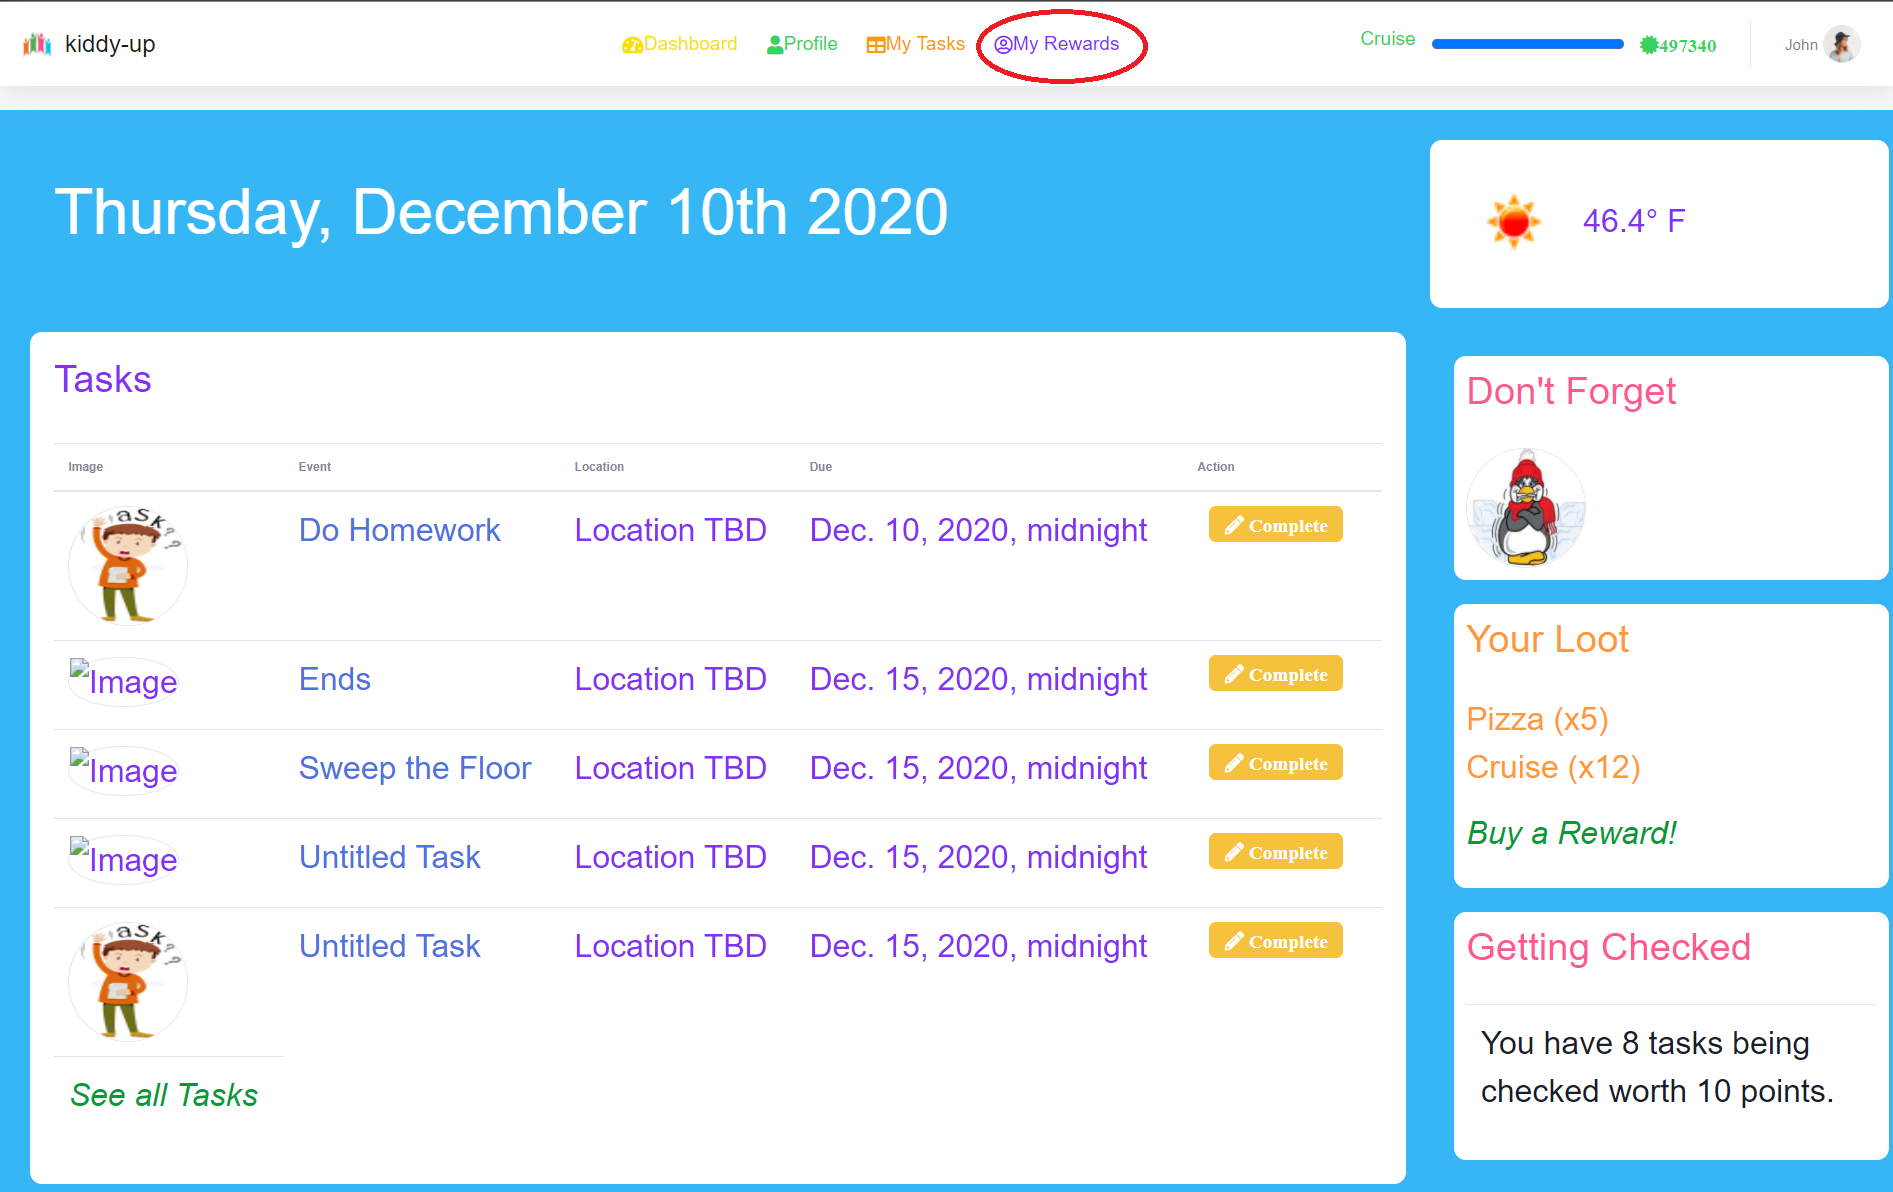 kiddy-up
Dashboard Profile My Tasks My Rewards
Cruise 497340 John
Thursday, December 10th 2020
46.4° F
Tasks
Image Event Location Due Action
aSK??
Do Homework Location TBD Dec. 10, 2020, midnight Complete
Image Ends Location TBD Dec. 15, 2020, midnight Complete
Image Sweep the Floor Location TBD Dec. 15, 2020, midnight Complete
Image Untitled Task Location TBD Dec. 15, 2020, midnight Complete
aSK??
Untitled Task Location TBD Dec. 15, 2020, midnight Complete
See all Tasks
Don't Forget
Your Loot
Pizza (x5)
Cruise (x12)
Buy a Reward!
Getting Checked
You have 8 tasks being
checked worth 10 points.